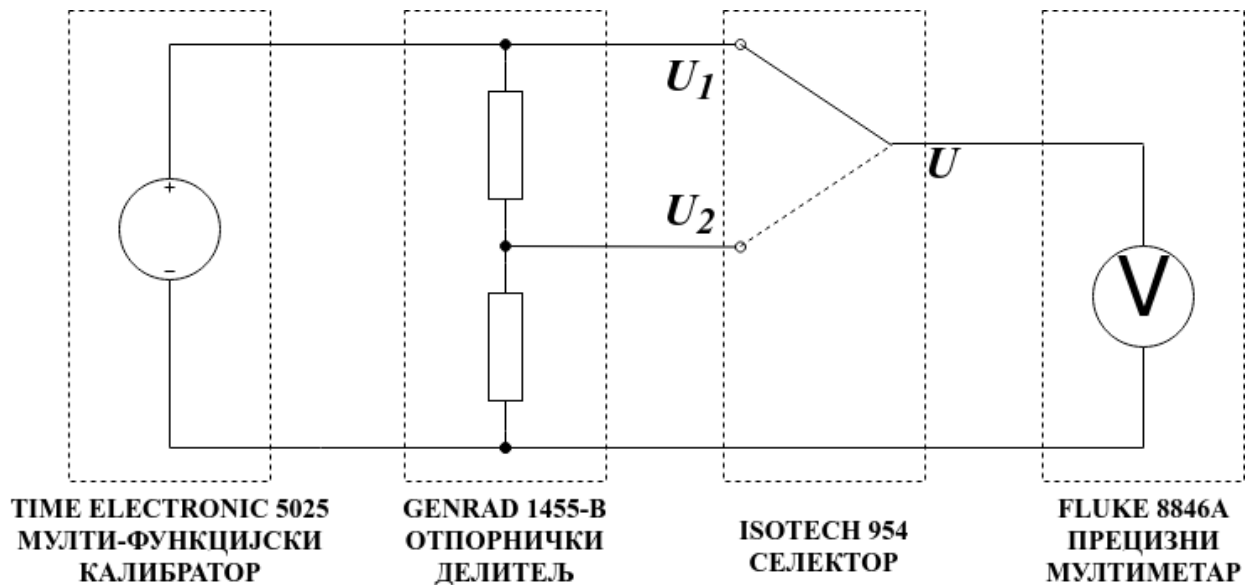 U1
U2
U
+
−
V
TIME ELECTRONIC 5025
МУЛТИ-ФУНКЦИЈСКИ
КАЛИБРАТОР
GENRAD 1455-B
ОТПОРНИЧКИ
ДЕЛИТЕЉ
ISOTECH 954
СЕЛЕКТОР
FLUKE 8846A
ПРЕЦИЗНИ
МУЛТИМЕТАР